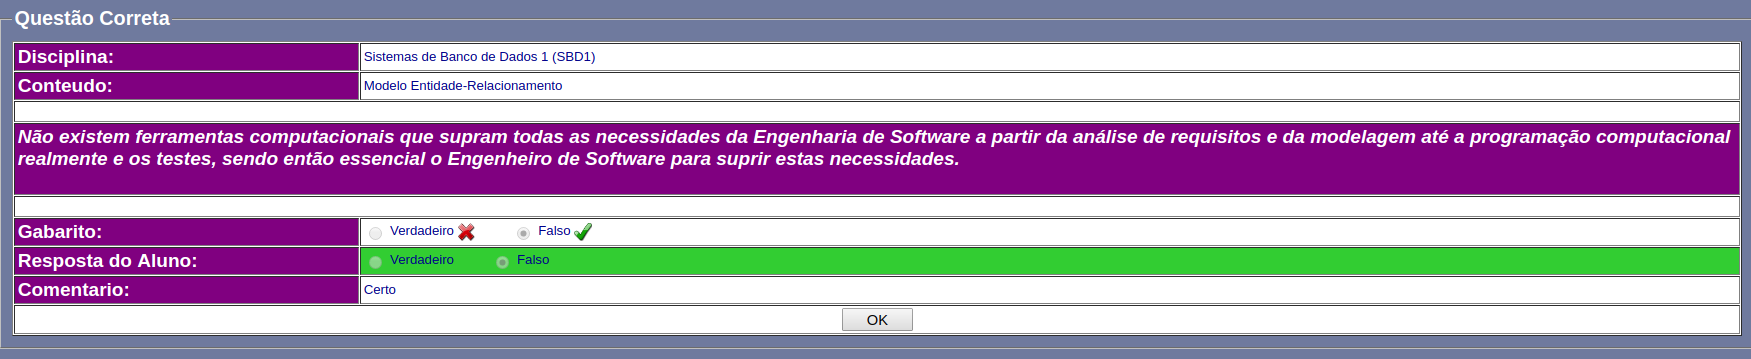 Questão Correta
Disciplina: Sistemas de Banco de Dados 1 (SBD1)
Conteudo: Modelo Entidade-Relacionamento
Não existem ferramentas computacionais que supram todas as necessidades da Engenharia de Software a partir da análise de requisitos e da modelagem até a programação computacional
realmente e os testes, sendo então essencial o Engenheiro de Software para suprir estas necessidades.
Gabarito: Verdadeiro Falso
Resposta do Aluno: Verdadeiro Falso
Comentario: Certo
OK